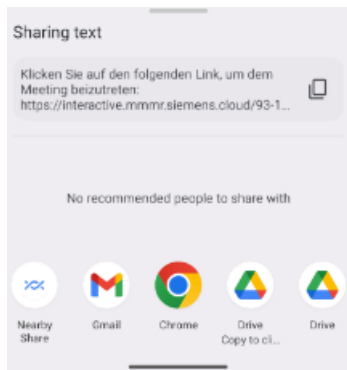 Sharing text
Klicken Sie auf den folgenden Link, um dem
Meeting beizutreten:
https://interactive.mmmr.siemens.cloud/93-1...
No recommended people to share with
Nearby
Share
Gmail
Chrome
Drive
Copy to cli...
Drive